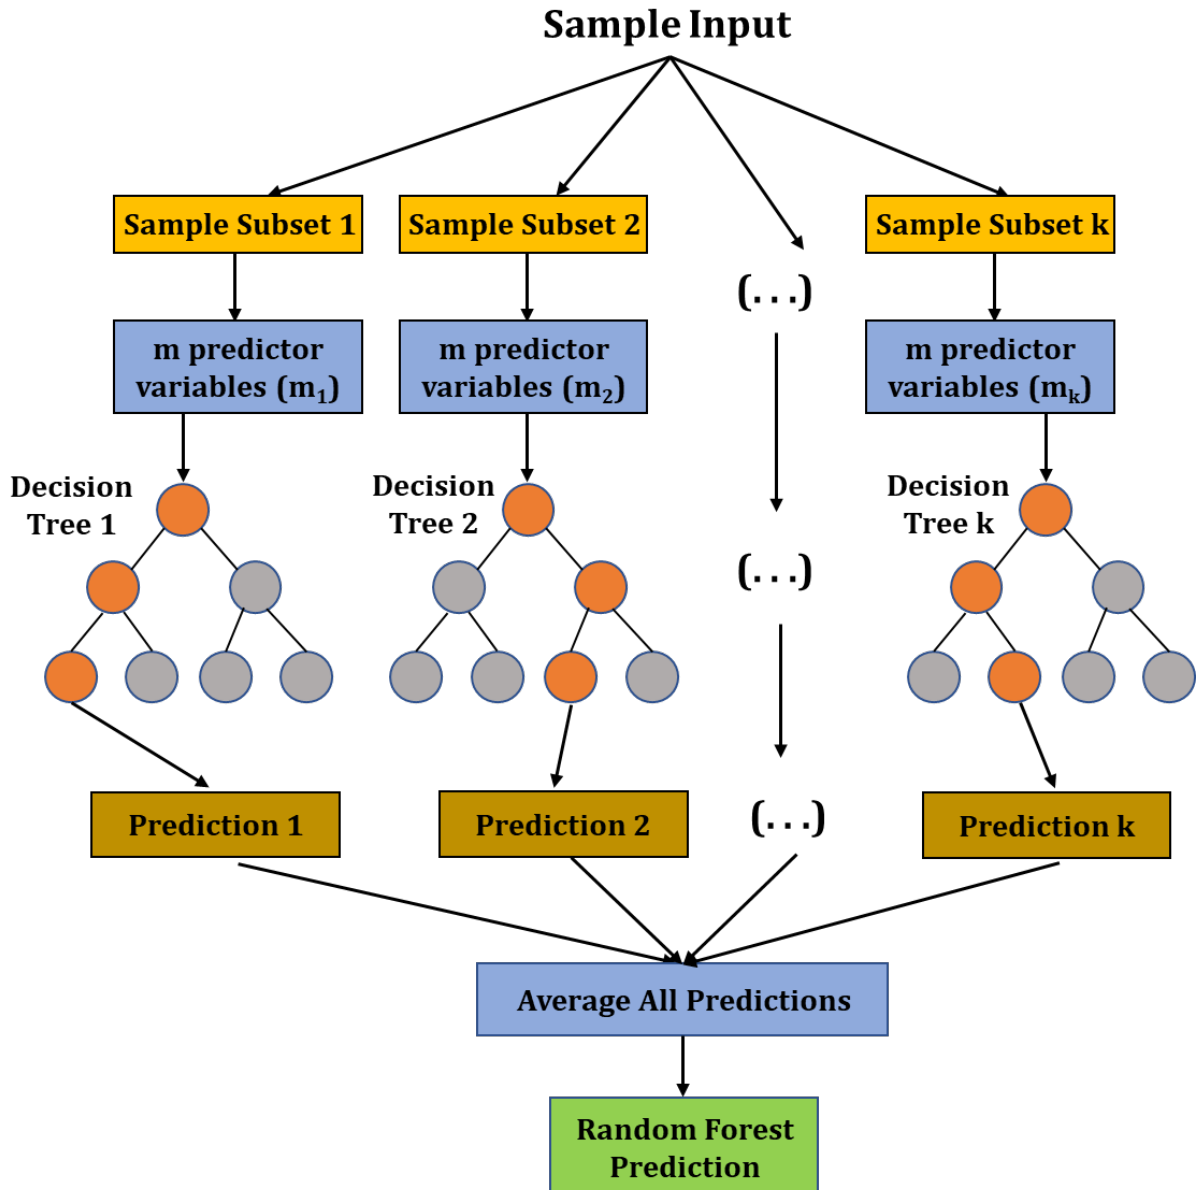 Sample Input
Sample Subset 1
Sample Subset 2
Sample Subset k
(...)
m predictor
variables (m₁)
m predictor
variables (m₂)
m predictor
variables (mₖ)
Decision
Tree 1
Decision
Tree 2
(...)
Decision
Tree k
Prediction 1
Prediction 2
(...)
Prediction k
Average All Predictions
Random Forest
Prediction